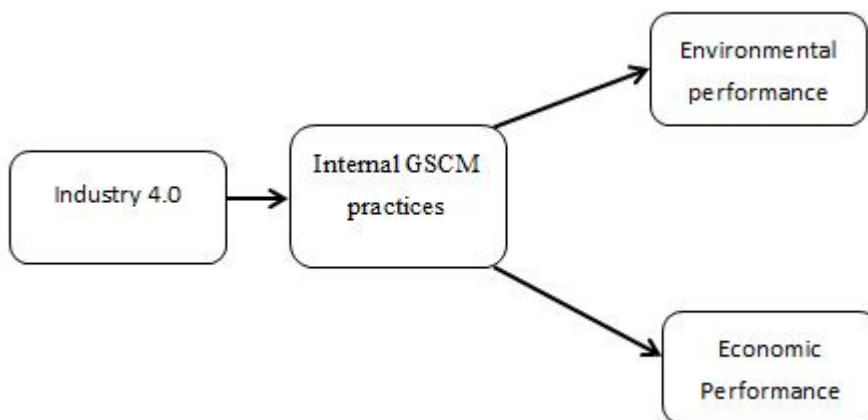 Environmental
performance
Industry 4.0
Internal GSCM
practices
Economic
Performance